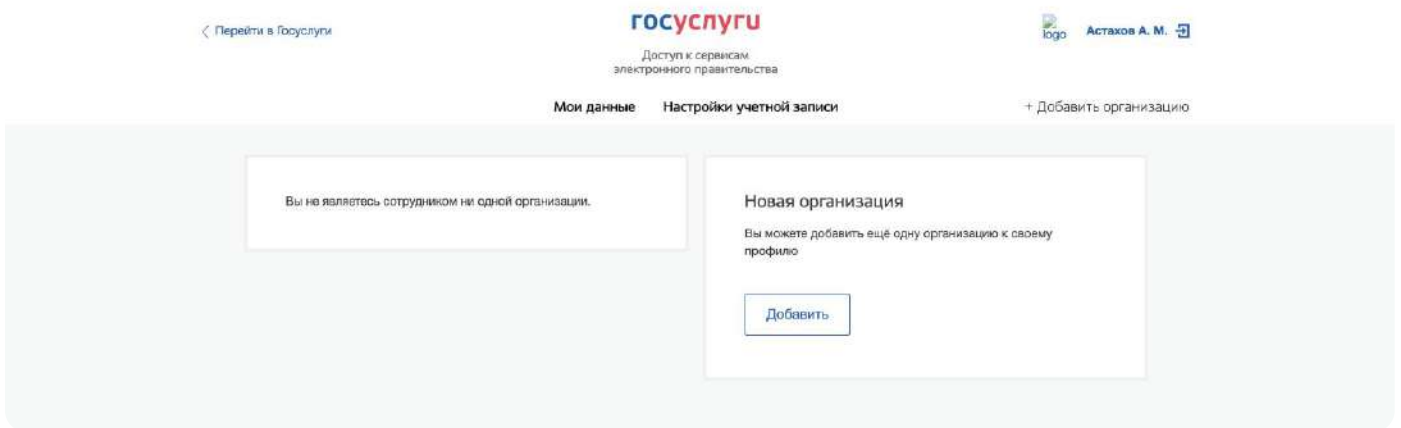 Перейти в Госуслуги
госуслуги
logo
Астахов А. М.
Доступ к сервисам
электронного правительства
Мои данные
Настройки учетной записи
+ Добавить организацию
Вы не являетесь сотрудником ни одной организации.
Новая организация
Вы можете добавить ещё одну организацию к своему
профилю
Добавить